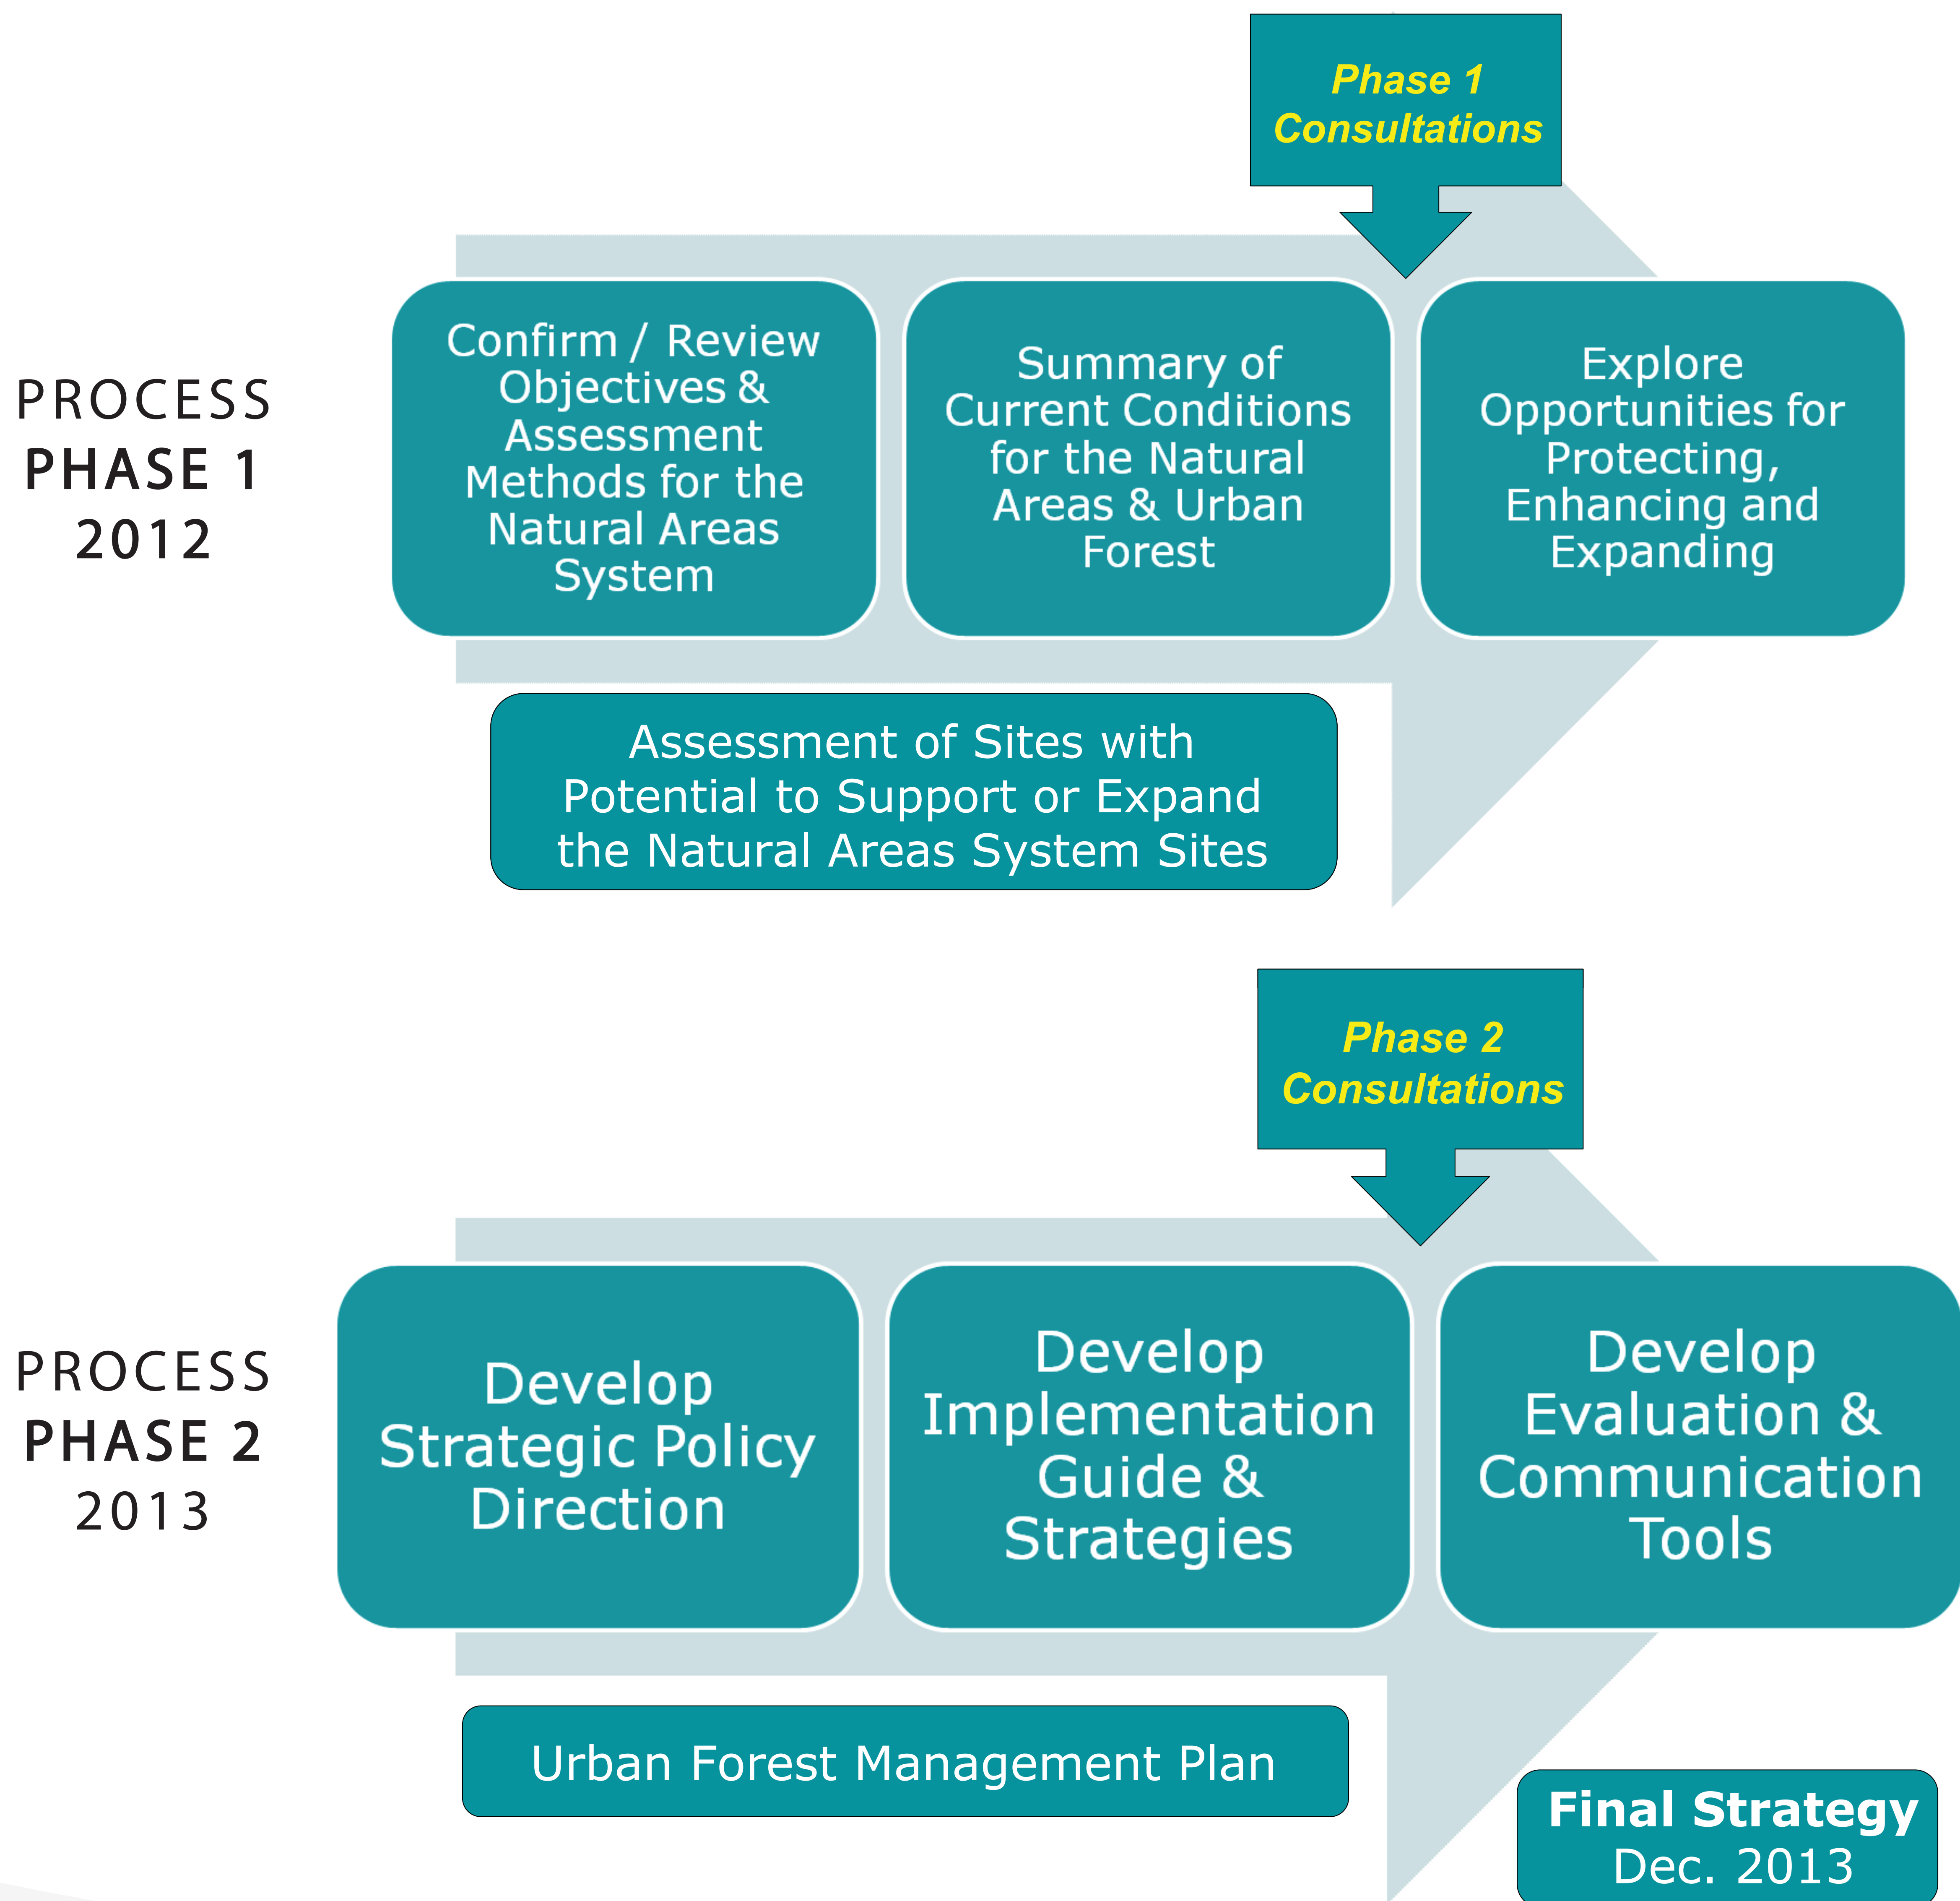 Phase 1
Consultations
PROCESS
PHASE 1
2012
Confirm / Review
Objectives &
Assessment
Methods for the
Natural Areas
System
Summary of
Current Conditions
for the Natural
Areas & Urban
Forest
Explore
Opportunities for
Protecting,
Enhancing and
Expanding
Assessment of Sites with
Potential to Support or Expand
the Natural Areas System Sites
Phase 2
Consultations
PROCESS
PHASE 2
2013
Develop
Strategic Policy
Direction
Develop
Implementation
Guide &
Strategies
Develop
Evaluation &
Communication
Tools
Urban Forest Management Plan
Final Strategy
Dec. 2013